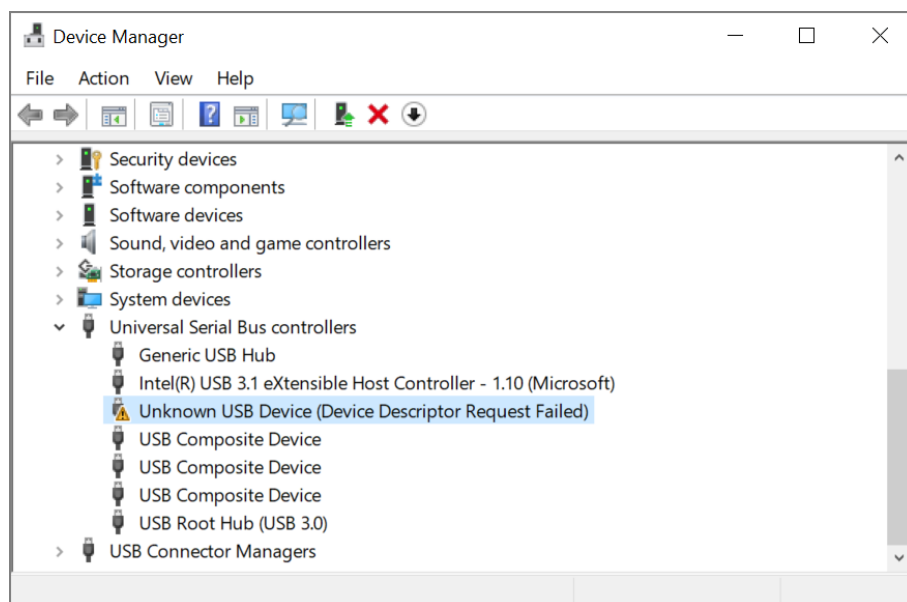 Device Manager
File Action View Help
Security devices
Software components
Software devices
Sound, video and game controllers
Storage controllers
System devices
Universal Serial Bus controllers
Generic USB Hub
Intel(R) USB 3.1 eXtensible Host Controller - 1.10 (Microsoft)
Unknown USB Device (Device Descriptor Request Failed)
USB Composite Device
USB Composite Device
USB Composite Device
USB Root Hub (USB 3.0)
USB Connector Managers